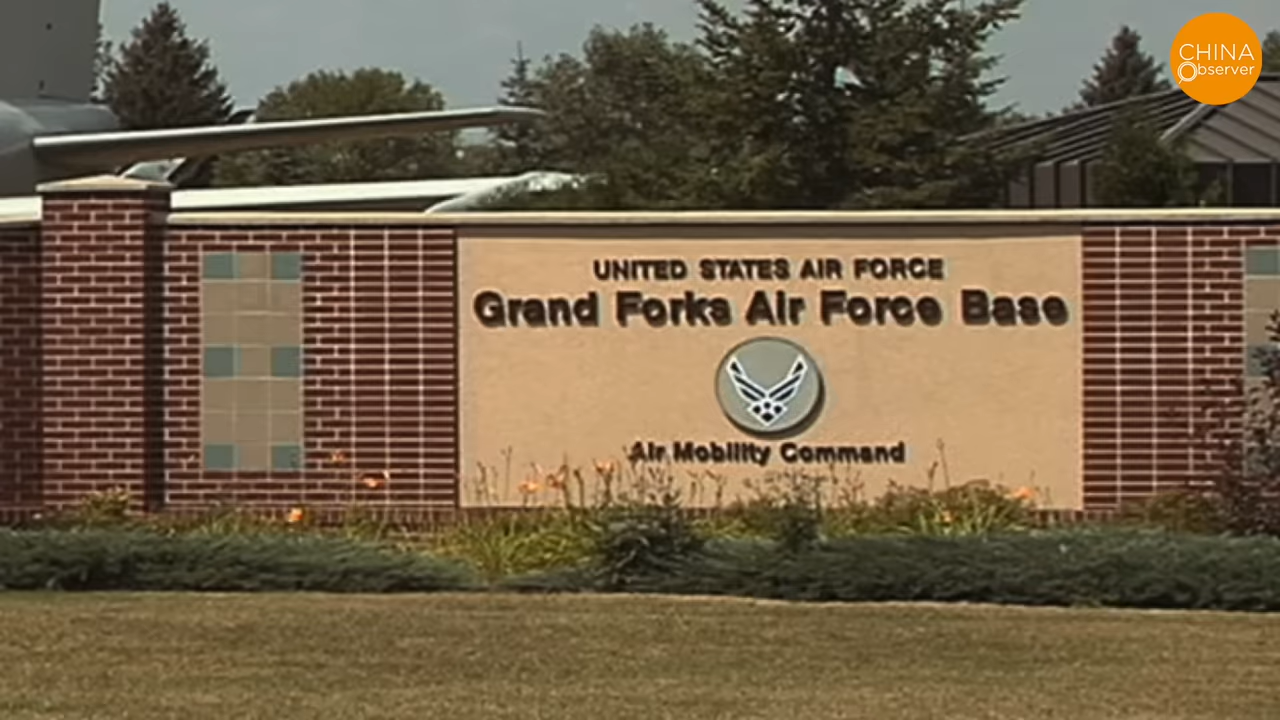 CHINA
Observer
UNITED STATES AIR FORCE
Grand Forks Air Force Base
Air Mobility Command